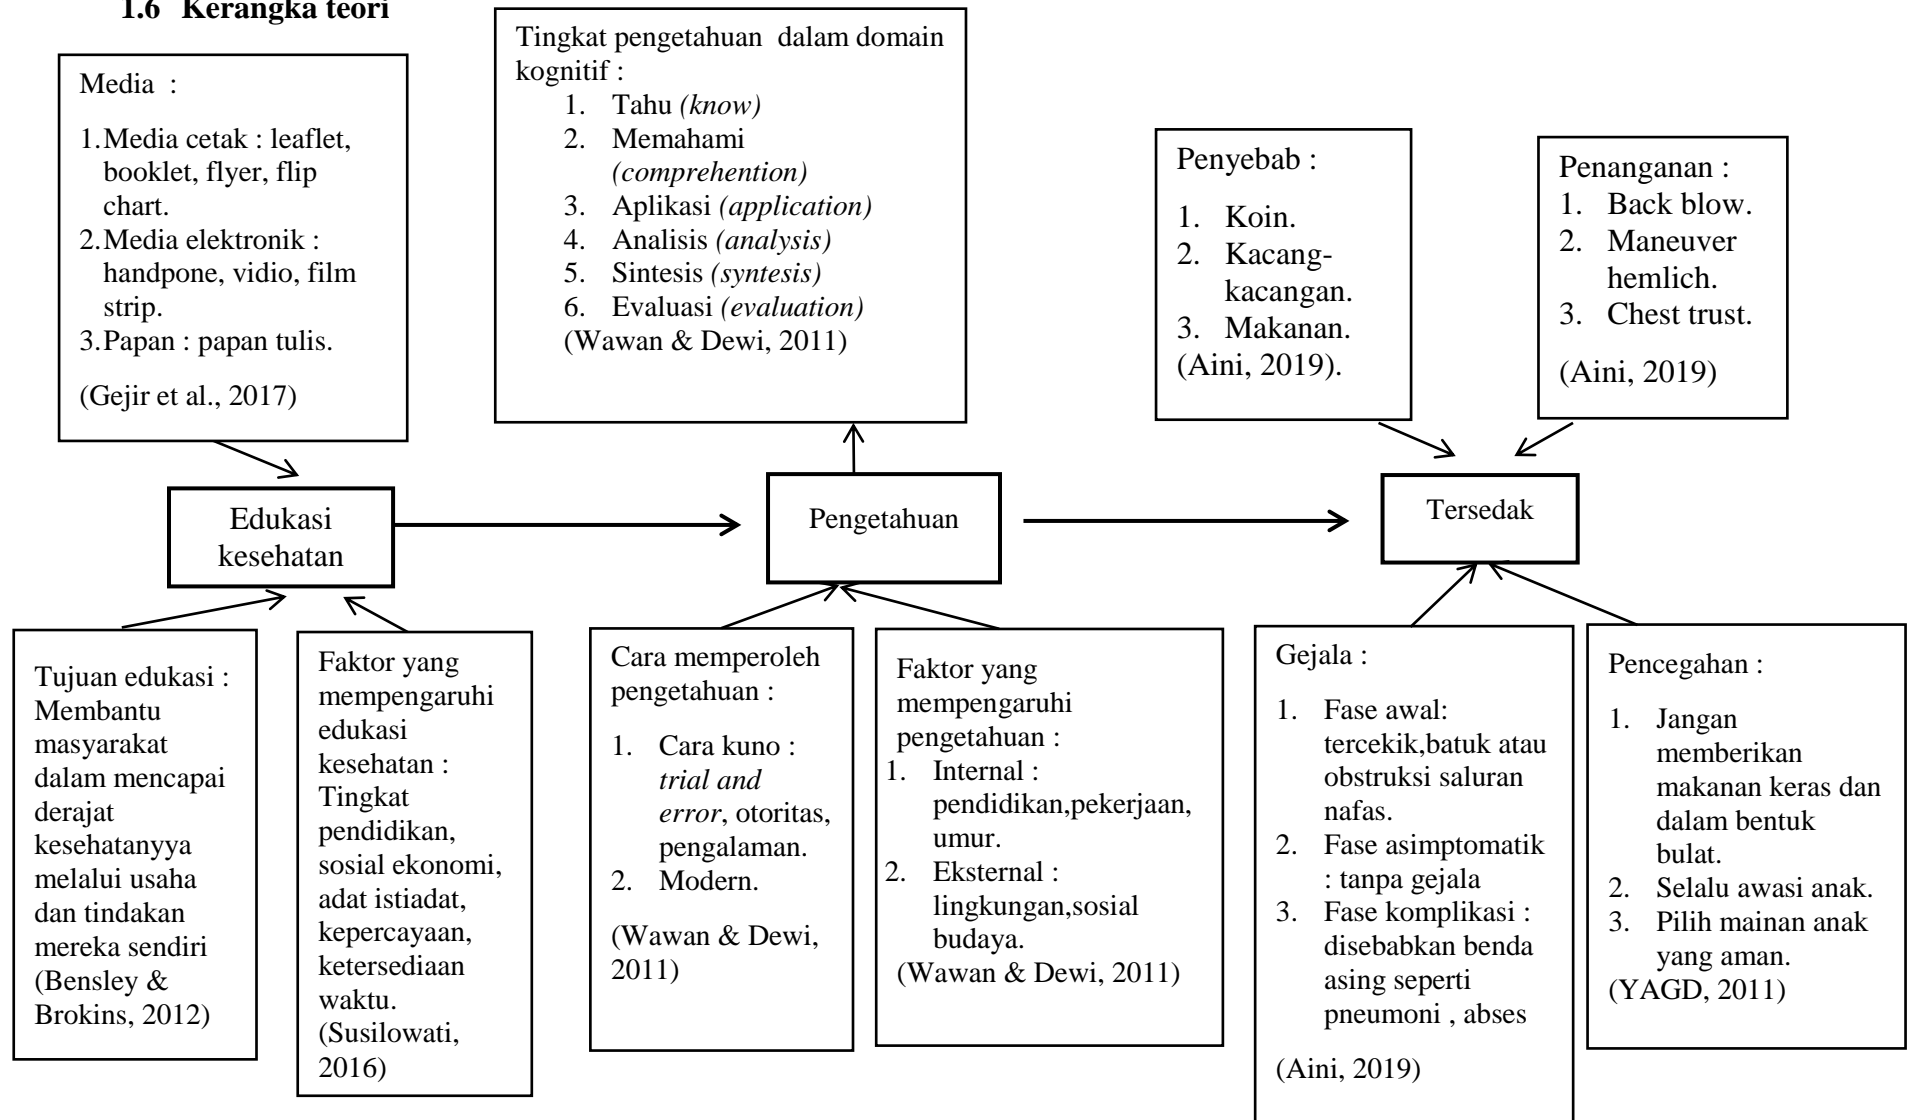 1.6 Kerangka teori
Media :
1.Media cetak : leaflet,
booklet, flyer, flip
chart.
2.Media elektronik :
handpone, vidio, film
strip.
3.Papan : papan tulis.
(Gejir et al., 2017)
Tingkat pengetahuan dalam domain
kognitif :
1. Tahu (know)
2. Memahami
(comprehention)
3. Aplikasi (application)
4. Analisis (analysis)
5. Sintesis (syntesis)
6. Evaluasi (evaluation)
(Wawan & Dewi, 2011)
Penyebab :
1. Koin.
2. Kacang-
kacangan.
3. Makanan.
(Aini, 2019).
Penanganan :
1. Back blow.
2. Maneuver
hemlich.
3. Chest trust.
(Aini, 2019)
Edukasi
kesehatan
Pengetahuan
Tersedak
Tujuan edukasi :
Membantu
masyarakat
dalam mencapai
derajat
kesehatanyya
melalui usaha
dan tindakan
mereka sendiri
(Bensley &
Brokins, 2012)
Faktor yang
mempengaruhi
edukasi
kesehatan :
Tingkat
pendidikan,
sosial ekonomi,
adat istiadat,
kepercayaan,
ketersediaan
waktu.
(Susilowati,
2016)
Cara memperoleh
pengetahuan :
1. Cara kuno :
trial and
error, otoritas,
pengalaman.
2. Modern.
(Wawan & Dewi,
2011)
Faktor yang
mempengaruhi
pengetahuan :
1. Internal :
pendidikan,pekerjaan,
umur.
2. Eksternal :
lingkungan,sosial
budaya.
(Wawan & Dewi, 2011)
Gejala :
1. Fase awal:
tercekik,batuk atau
obstruksi saluran
nafas.
2. Fase asimptomatik
: tanpa gejala
3. Fase komplikasi :
disebabkan benda
asing seperti
pneumoni , abses
(Aini, 2019)
Pencegahan :
1. Jangan
memberikan
makanan keras dan
dalam bentuk
bulat.
2. Selalu awasi anak.
3. Pilih mainan anak
yang aman.
(YAGD, 2011)